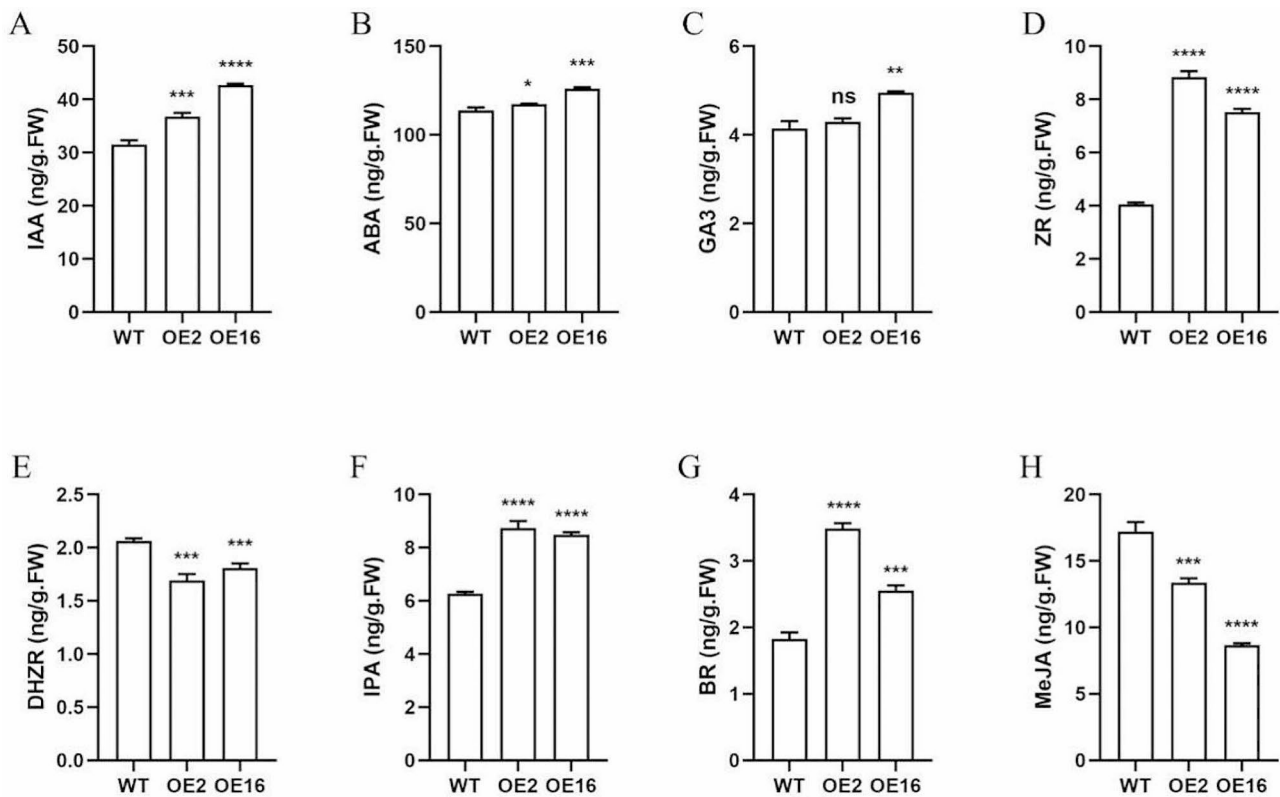 A
IAA (ng/g.FW)
50
40
30
20
10
0
***
****
WT OE2 OE16
B
ABA (ng/g.FW)
150
100
50
0
*
***
WT OE2 OE16
C
GA3 (ng/g.FW)
6
4
2
0
ns
**
WT OE2 OE16
D
ZR (ng/g.FW)
10
8
6
4
2
0
****
****
WT OE2 OE16
E
DHZR (ng/g.FW)
2.5
2.0
1.5
1.0
0.5
0.0
***
***
WT OE2 OE16
F
IPA (ng/g.FW)
10
8
6
4
2
0
****
****
WT OE2 OE16
G
BR (ng/g.FW)
4
3
2
1
0
****
***
WT OE2 OE16
H
MeJA (ng/g.FW)
20
15
10
5
0
***
****
WT OE2 OE16